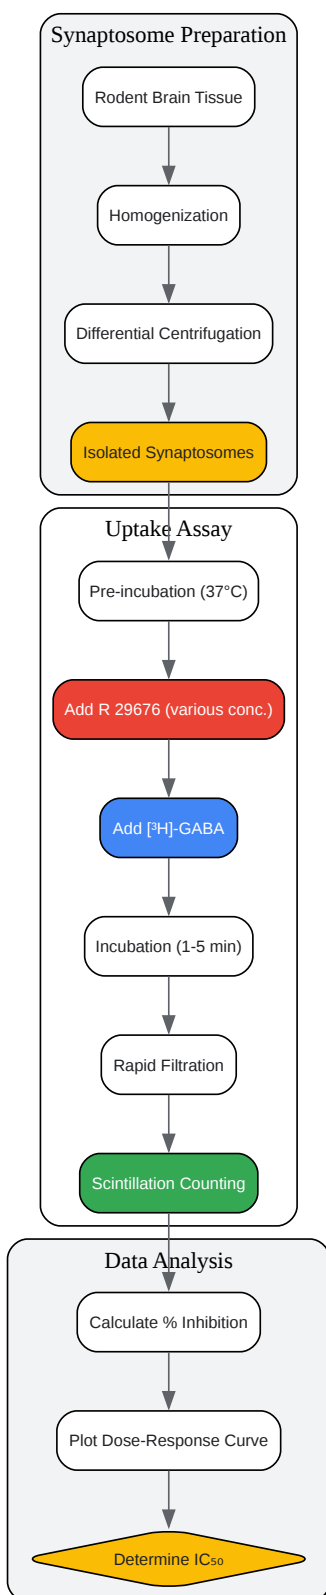 Synaptosome Preparation
Rodent Brain Tissue
Homogenization
Differential Centrifugation
Isolated Synaptosomes
Uptake Assay
Pre-incubation (37°C)
Add R 29676 (various conc.)
Add [³H]-GABA
Incubation (1-5 min)
Rapid Filtration
Scintillation Counting
Data Analysis
Calculate % Inhibition
Plot Dose-Response Curve
Determine IC₅₀